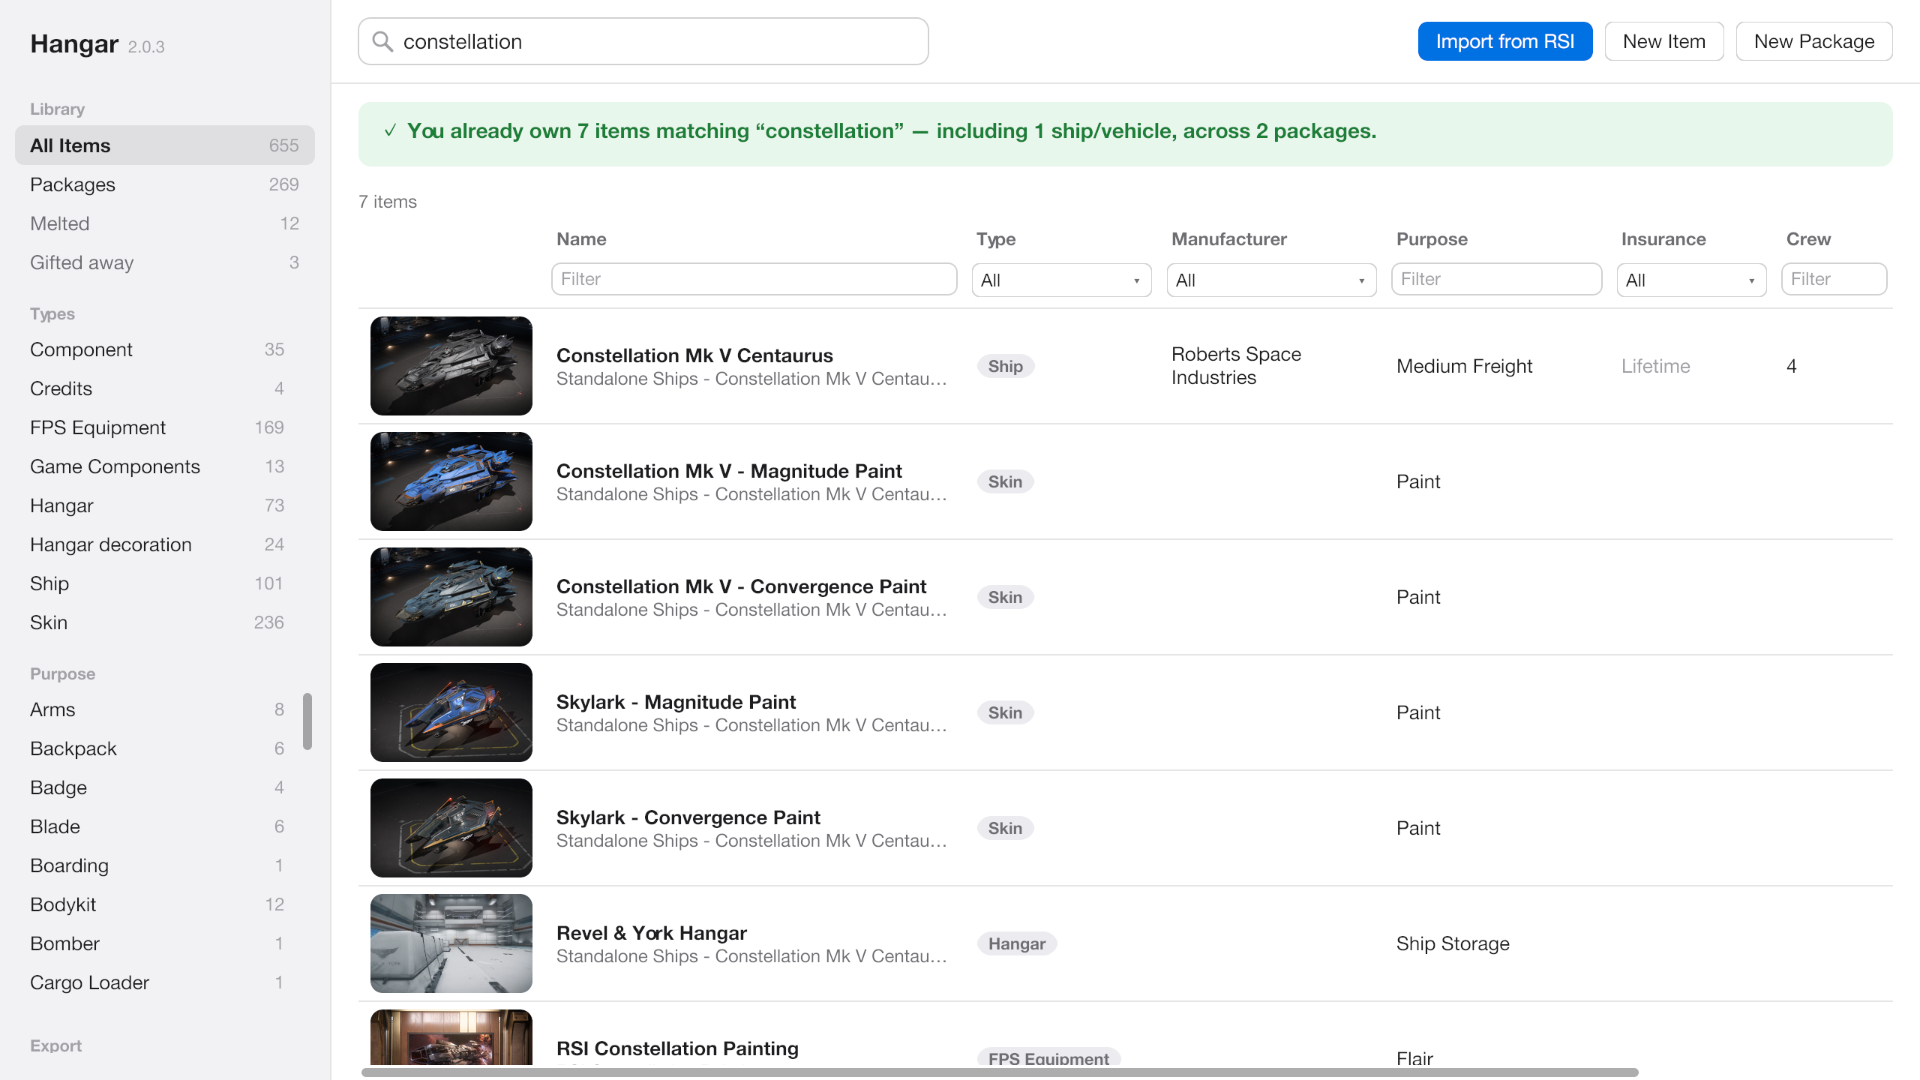 Hangar 2.0.3
Library
All Items 655
Packages 269
Melted 12
Gifted away 3
Types
Component 35
Credits 4
FPS Equipment 169
Game Components 13
Hangar 73
Hangar decoration 24
Ship 101
Skin 236
Purpose
Arms 8
Backpack 6
Badge 4
Blade 6
Boarding 1
Bodykit 12
Bomber 1
Cargo Loader 1
Export
constellation
Import from RSI
New Item
New Package
✓ You already own 7 items matching “constellation” — including 1 ship/vehicle, across 2 packages.
7 items
Name Type Manufacturer Purpose Insurance Crew
Filter All All Filter All Filter
Constellation Mk V Centaurus
Standalone Ships - Constellation Mk V Centau...
Ship
Roberts Space
Industries
Medium Freight
Lifetime
4
Constellation Mk V - Magnitude Paint
Standalone Ships - Constellation Mk V Centau...
Skin
Paint
Constellation Mk V - Convergence Paint
Standalone Ships - Constellation Mk V Centau...
Skin
Paint
Skylark - Magnitude Paint
Standalone Ships - Constellation Mk V Centau...
Skin
Paint
Skylark - Convergence Paint
Standalone Ships - Constellation Mk V Centau...
Skin
Paint
Revel & York Hangar
Standalone Ships - Constellation Mk V Centau...
Hangar
Ship Storage
RSI Constellation Painting
FPS Equipment
Flair